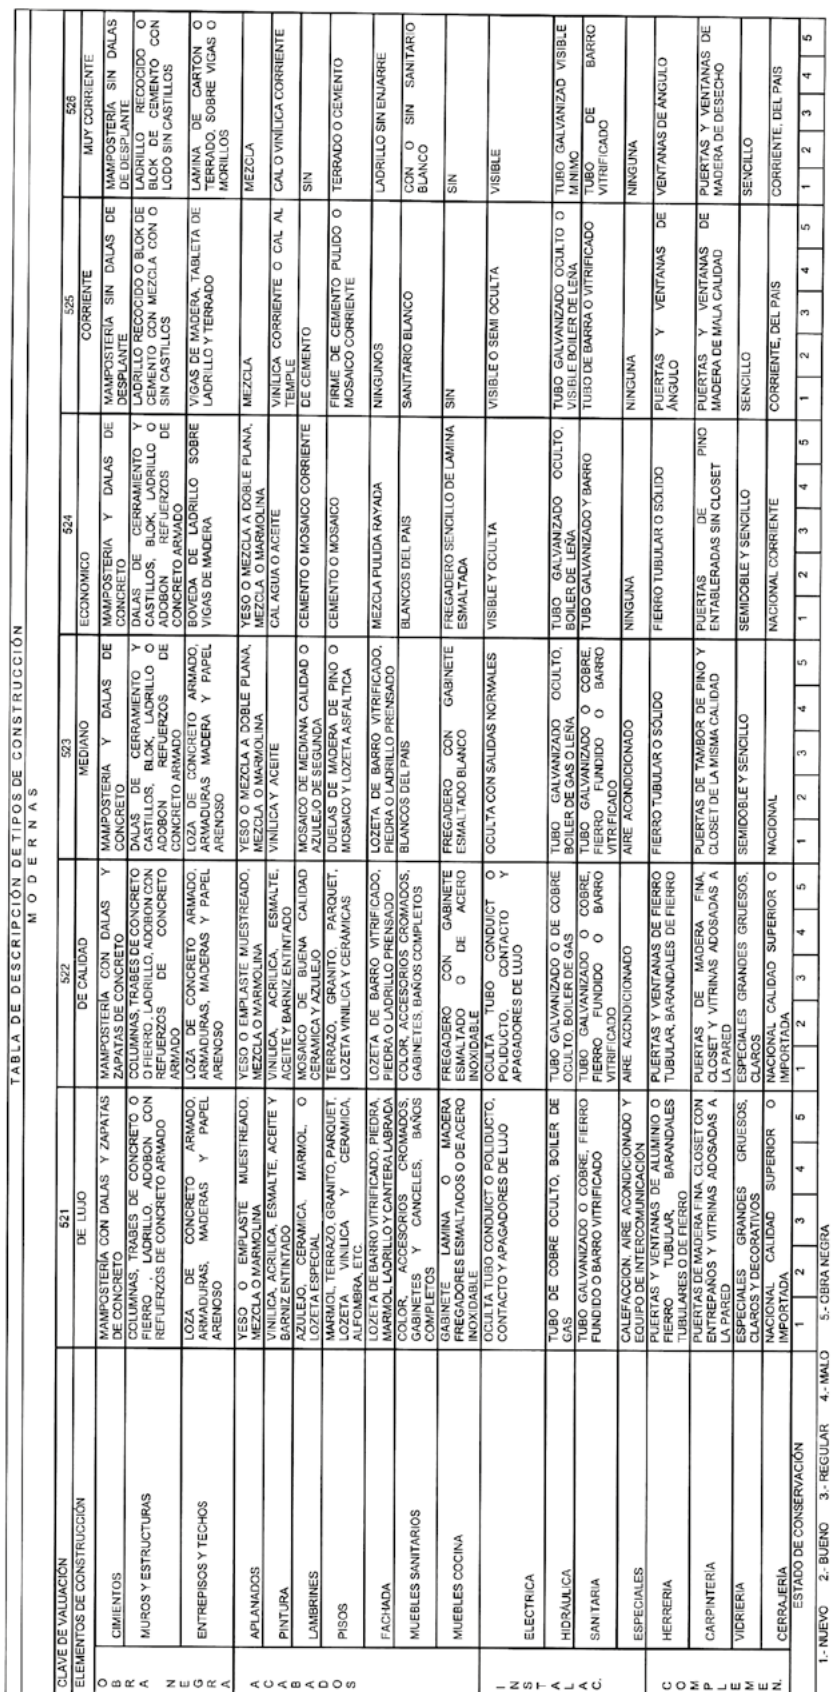 TABLA DE DESCRIPCIÓN DE TIPOS DE CONSTRUCCIÓN
M O D E R N A S
CLAVE DE VALUACIÓN 521 522 523 524 525 526
ELEMENTOS DE CONSTRUCCIÓN DE LUJO DE CALIDAD MEDIANO ECONOMICO CORRIENTE MUY CORRIENTE
OBRA NEGRA
CIMIENTOS
MAMPOSTERÍA CON DALAS Y ZAPATAS
DE CONCRETO
MAMPOSTERÍA CON DALAS Y
ZAPATAS DE CONCRETO
MAMPOSTERIA Y DALAS DE
CONCRETO
MAMPOSTERIA Y DALAS DE
CONCRETO
MAMPOSTERÍA SIN DALAS DE
DESPLANTE
MAMPOSTERÍA SIN DALAS
DE DESPLANTE
MUROS Y ESTRUCTURAS
COLUMNAS, TRABES DE CONCRETO O
FIERRO , LADRILLO, ADOBON CON
REFUERZOS DE CONCRETO ARMADO
COLUMNAS, TRABES DE CONCRETO
O FIERRO, LADRILLO, ADOBON CON
REFUERZOS DE CONCRETO
ARMADO
DALAS DE CERRAMIENTO Y
CASTILLOS, BLOK, LADRILLO O
ADOBON REFUERZOS DE
CONCRETO ARMADO
DALAS DE CERRAMIENTO Y
CASTILLOS, BLOK, LADRILLO O
ADOBON REFUERZOS DE
CONCRETO ARMADO
LADRILLO RECOCIDO O BLOK DE
CEMENTO CON MEZCLA CON O
SIN CASTILLOS
LADRILLO RECOCIDO O
BLOK DE CEMENTO CON
LODO SIN CASTILLOS
ENTREPISOS Y TECHOS
LOZA DE CONCRETO ARMADO,
ARMADURAS, MADERAS Y PAPEL
ARENOSO
LOZA DE CONCRETO ARMADO,
ARMADURAS, MADERAS Y PAPEL
ARENOSO
LOZA DE CONCRETO ARMADO,
ARMADURAS MADERA Y PAPEL
ARENOSO
BOVEDA DE LADRILLO SOBRE
VIGAS DE MADERA
VIGAS DE MADERA, TABLETA DE
LADRILLO Y TERRADO
LAMINA DE CARTON O
TERRADO, SOBRE VIGAS O
MORILLOS
ACABADOS
APLANADOS
YESO O EMPLASTE MUESTREADO,
MEZCLA O MARMOLINA
YESO O EMPLASTE MUESTREADO,
MEZCLA O MARMOLINA
YESO O MEZCLA A DOBLE PLANA,
MEZCLA O MARMOLINA
YESO O MEZCLA A DOBLE PLANA,
MEZCLA O MARMOLINA
MEZCLA
MEZCLA
PINTURA
VINILICA, ACRILICA, ESMALTE, ACEITE Y
BARNIZ ENTINTADO
VINILICA, ACRILICA, ESMALTE,
ACEITE Y BARNIZ ENTINTADO
VINÍLICA Y ACEITE
CAL AGUA O ACEITE
VINÍLICA CORRIENTE O CAL AL
TEMPLE
CAL O VINÍLICA CORRIENTE
LAMBRINES
AZULEJO, CERAMICA, MARMOL, O
LOZETA ESPECIAL
MOSAICO DE BUENA CALIDAD
CERAMICA Y AZULEJO
MOSAICO DE MEDIANA CALIDAD O
AZULEJO DE SEGUNDA
CEMENTO O MOSAICO CORRIENTE
DE CEMENTO
SIN
PISOS
MARMOL, TERRAZO, GRANITO, PARQUET,
LOZETA VINILICA Y CERAMICA,
ALFOMBRA, ETC.
TERRAZO, GRANITO, PARQUET,
LOZETA VINILICA Y CERAMICAS
DUELAS DE MADERA DE PINO O
MOSAICO Y LOZETA ASFALTICA
CEMENTO O MOSAICO
FIRME DE CEMENTO PULIDO O
MOSAICO CORRIENTE
TERRADO O CEMENTO
FACHADA
LOZETA DE BARRO VITRIFICADO, PIEDRA,
MARMOL LADRILLO Y CANTERA LABRADA
LOZETA DE BARRO VITRIFICADO,
PIEDRA O LADRILLO PRENSADO
LOZETA DE BARRO VITRIFICADO,
PIEDRA O LADRILLO PRENSADO
MEZCLA PULIDA RAYADA
NINGUNOS
LADRILLO SIN ENJARRE
MUEBLES SANITARIOS
COLOR, ACCESORIOS CROMADOS,
GABINETES Y CANCELES, BAÑOS
COMPLETOS
COLOR, ACCESORIOS CROMADOS,
GABINETES, BAÑOS COMPLETOS
BLANCOS DEL PAIS
BLANCOS DEL PAIS
SANITARIO BLANCO
CON O SIN SANITARIO
BLANCO
MUEBLES COCINA
GABINETE LAMINA O MADERA
FREGADORES ESMALTADOS O DE ACERO
INOXIDABLE
FREGADERO CON GABINETE
ESMALTADO O DE ACERO
INOXIDABLE
FREGADERO CON GABINETE
ESMALTADO BLANCO
FREGADERO SENCILLO DE LAMINA
ESMALTADA
SIN
SIN
INSTALAC.
ELECTRICA
OCULTA TUBO CONDUICT O POLIDUCTO,
CONTACTO Y APAGADORES DE LUJO
OCULTA TUBO CONDUICT O
POLIDUCTO, CONTACTO Y
APAGADORES DE LUJO
OCULTA CON SALIDAS NORMALES
VISIBLE Y OCULTA
VISIBLE O SEMI OCULTA
VISIBLE
HIDRÁULICA
TUBO DE COBRE OCULTO, BOILER DE
GAS
TUBO GALVANIZADO O DE COBRE
OCULTO, BOILER DE GAS
TUBO GALVANIZADO OCULTO,
BOILER DE GAS O LEÑA
TUBO GALVANIZADO OCULTO,
BOILER DE LEÑA
TUBO GALVANIZADO OCULTO O
VISIBLE BOILER DE LEÑA
TUBO GALVANIZAD VISIBLE
MINIMO
SANITARIA
TUBO GALVANIZADO O COBRE, FIERRO
FUNDIDO O BARRO VITRIFICADO
TUBO GALVANIZADO O COBRE,
FIERRO FUNDIDO O BARRO
VITRIFICADO
TUBO GALVANIZADO O COBRE,
FIERRO FUNDIDO O BARRO
VITRIFICADO
TUBO GALVANIZADO Y BARRO
TUBO DE BARRA O VITRIFICADO
TUBO DE BARRO
VITRIFICADO
ESPECIALES
CALEFACCION, AIRE ACONDICIONADO Y
EQUIPO DE INTERCOMUNICACIÓN
AIRE ACONDICIONADO
AIRE ACONDICIONADO
NINGUNA
NINGUNA
NINGUNA
COMPLEMEN.
HERRERIA
PUERTAS Y VENTANAS DE ALUMINIO O
FIERRO TUBULAR, BARANDALES
TUBULARES O DE FIERRO
PUERTAS Y VENTANAS DE FIERRO
TUBULAR, BARANDALES DE FIERRO
FIERRO TUBULAR O SÓLIDO
FIERRO TUBULAR O SÓLIDO
PUERTAS Y VENTANAS DE
ÁNGULO
VENTANAS DE ÁNGULO
CARPINTERÍA
PUERTAS DE MADERA FINA, CLOSET CON
ENTREPAÑOS Y VITRINAS ADOSADAS A
LA PARED
PUERTAS DE MADERA FINA,
CLOSET Y VITRINAS ADOSADAS A
LA PARED
PUERTAS DE TAMBOR DE PINO Y
CLOSET DE LA MISMA CALIDAD
PUERTAS DE PINO
ENTABLERADAS SIN CLOSET
PUERTAS Y VENTANAS DE
MADERA DE MALA CALIDAD
PUERTAS Y VENTANAS DE
MADERA DE DESECHO
VIDRIERIA
ESPECIALES GRANDES GRUESOS,
CLAROS Y DECORATIVOS
ESPECIALES GRANDES GRUESOS,
CLAROS
SEMIDOBLE Y SENCILLO
SEMIDOBLE Y SENCILLO
SENCILLO
SENCILLO
CERRAJERÍA
NACIONAL CALIDAD SUPERIOR O
IMPORTADA
NACIONAL CALIDAD SUPERIOR O
IMPORTADA
NACIONAL
NACIONAL CORRIENTE
CORRIENTE, DEL PAIS
CORRIENTE, DEL PAIS
ESTADO DE CONSERVACIÓN 1 2 3 4 5 1 2 3 4 5 1 2 3 4 5 1 2 3 4 5 1 2 3 4 5 1 2 3 4 5
1.- NUEVO 2.- BUENO 3.- REGULAR 4.- MALO 5.- OBRA NEGRA